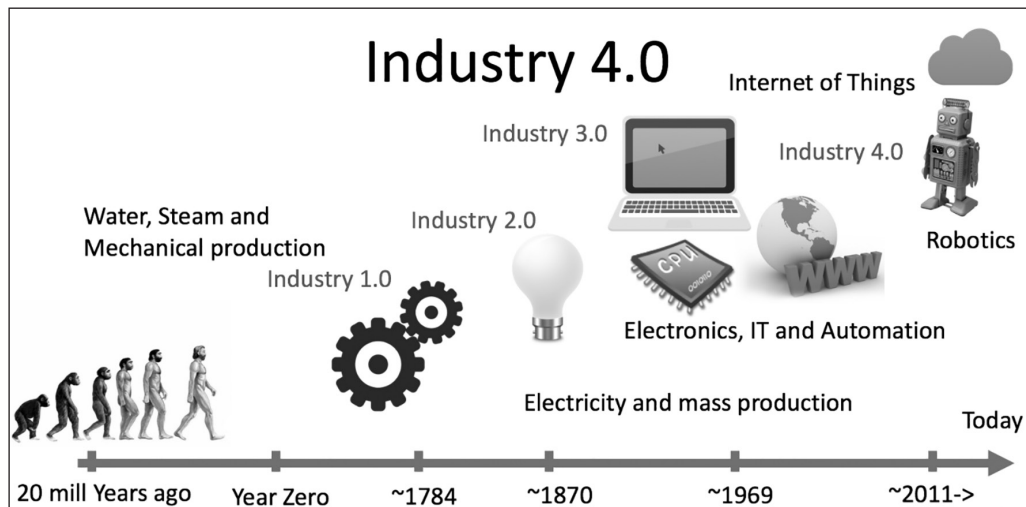 Industry 4.0
Internet of Things
Industry 3.0
Industry 4.0
Water, Steam and
Mechanical production
Industry 2.0
Robotics
Industry 1.0
CPU
WWW
Electronics, IT and Automation
Electricity and mass production
Today
20 mill Years ago
Year Zero
~1784
~1870
~1969
~2011->